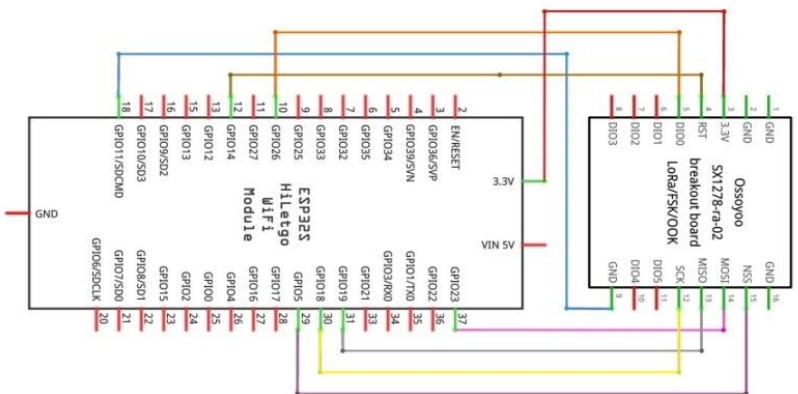 18
17
16
15
13
12
11
10
9
8
7
6
5
4
3
2
GPIO11/SDCMD
GPIO10/SD3
GPIO9/SD2
GPIO13
GPIO12
GPIO14
GPIO27
GPIO26
GPIO25
GPIO33
GPIO32
GPIO35
GPIO34
GPIO39/SVN
GPIO36/SVP
EN/RESET
3.3V
VIN 5V
GND
ESP32S
HiLetgo
WiFi
Module
GPIO6/SDCLK
GPIO7/SD0
GPIO8/SD1
GPIO15
GPIO2
GPIO0
GPIO4
GPIO16
GPIO17
GPIO5
GPIO18
GPIO19
GPIO21
GPIO3/RX0
GPIO1/TX0
GPIO22
GPIO23
20
21
22
23
24
25
26
27
28
29
30
31
33
34
35
36
37
8
7
6
5
4
3
2
1
DIO3
DIO2
DIO1
DIO0
RST
3.3V
GND
GND
Ossoyoo
SX1278-ra-02
breakout board
LoRa/FSK/OOK
GND
DIO4
DIO5
SCK
MISO
MOSI
NSS
GND
9
10
11
12
13
14
15
16